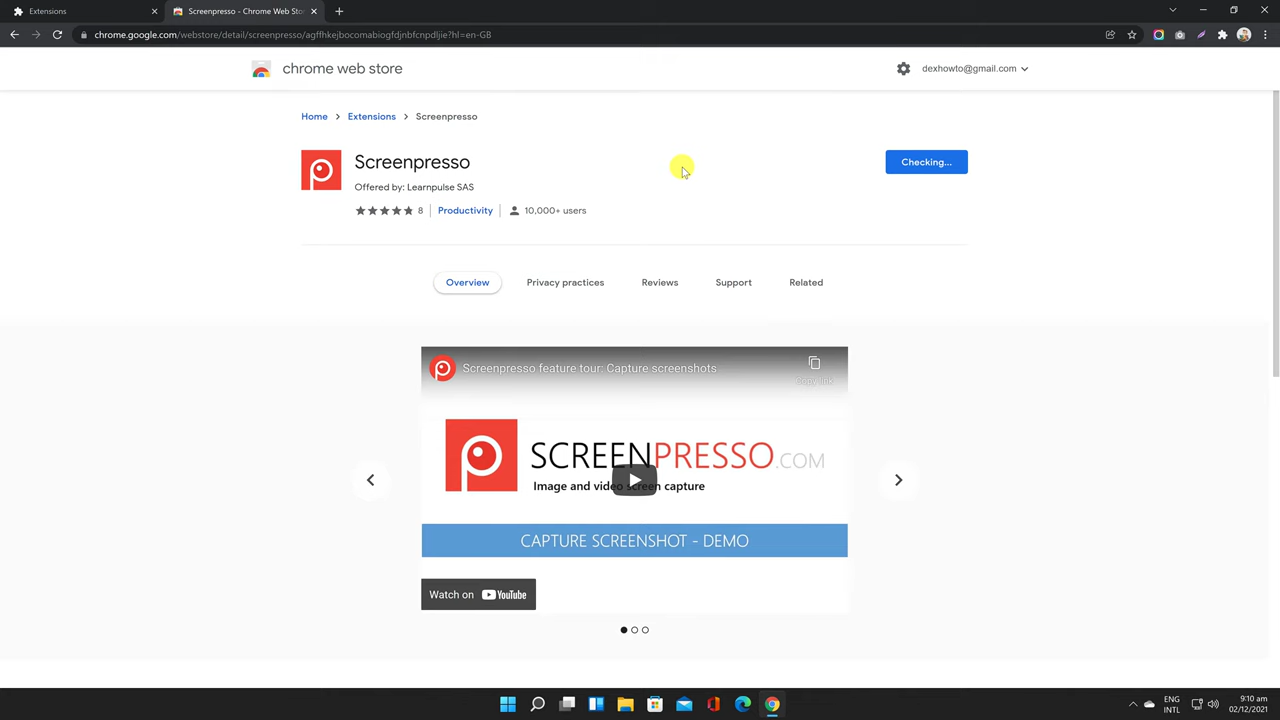 Extensions
Screenpresso - Chrome Web Sto
chrome.google.com/webstore/detail/screenpresso/agffhkejbocomabiogfdjnbfcnpdljie?hl=en-GB
chrome web store
dexhowto@gmail.com
Home > Extensions > Screenpresso
Screenpresso
Checking...
Offered by: Learnpulse SAS
8 | Productivity | 10,000+ users
Overview
Privacy practices
Reviews
Support
Related
Screenpresso feature tour: Capture screenshots
Copy link
SCREENPRESSO.COM
Image and video screen capture
CAPTURE SCREENSHOT - DEMO
Watch on YouTube
ENG
INTL
9:10 am
02/12/2021